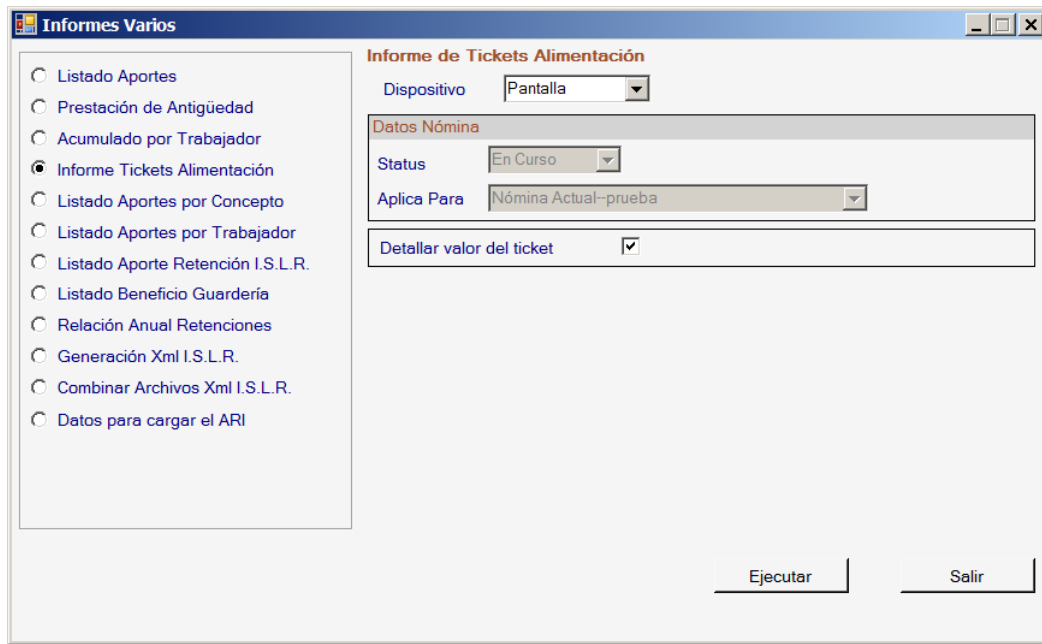 Informes Varios
Listado Aportes
Prestación de Antigüedad
Acumulado por Trabajador
Informe Tickets Alimentación
Listado Aportes por Concepto
Listado Aportes por Trabajador
Listado Aporte Retención I.S.L.R.
Listado Beneficio Guardería
Relación Anual Retenciones
Generación Xml I.S.L.R.
Combinar Archivos Xml I.S.L.R.
Datos para cargar el ARI
Informe de Tickets Alimentación
Dispositivo Pantalla
Datos Nómina
Status En Curso
Aplica Para Nómina Actual--prueba
Detallar valor del ticket
Ejecutar Salir